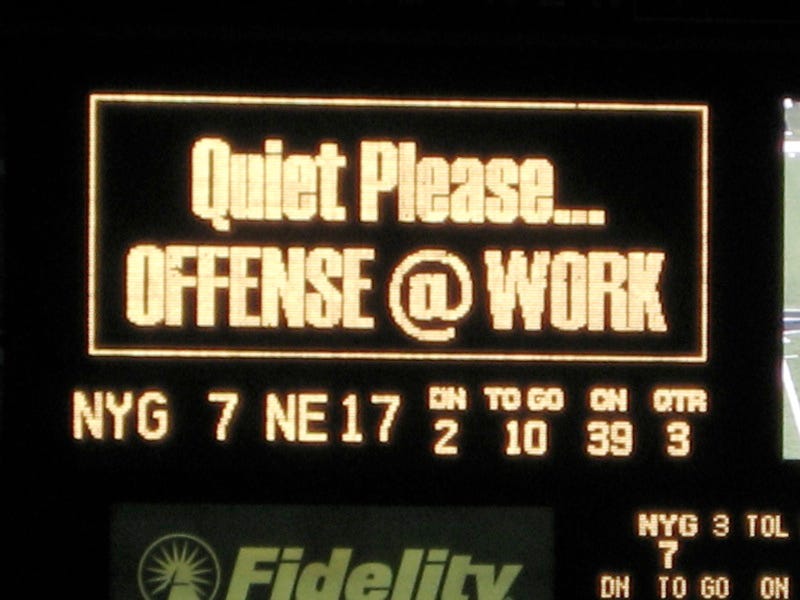 Quiet Please...
OFFENSE @ WORK
NYG 7 NE 17 DN 2 TO GO 10 ON 39 QTR 3
Fidelity
NYG 3 TOL
7
DN TO GO ON